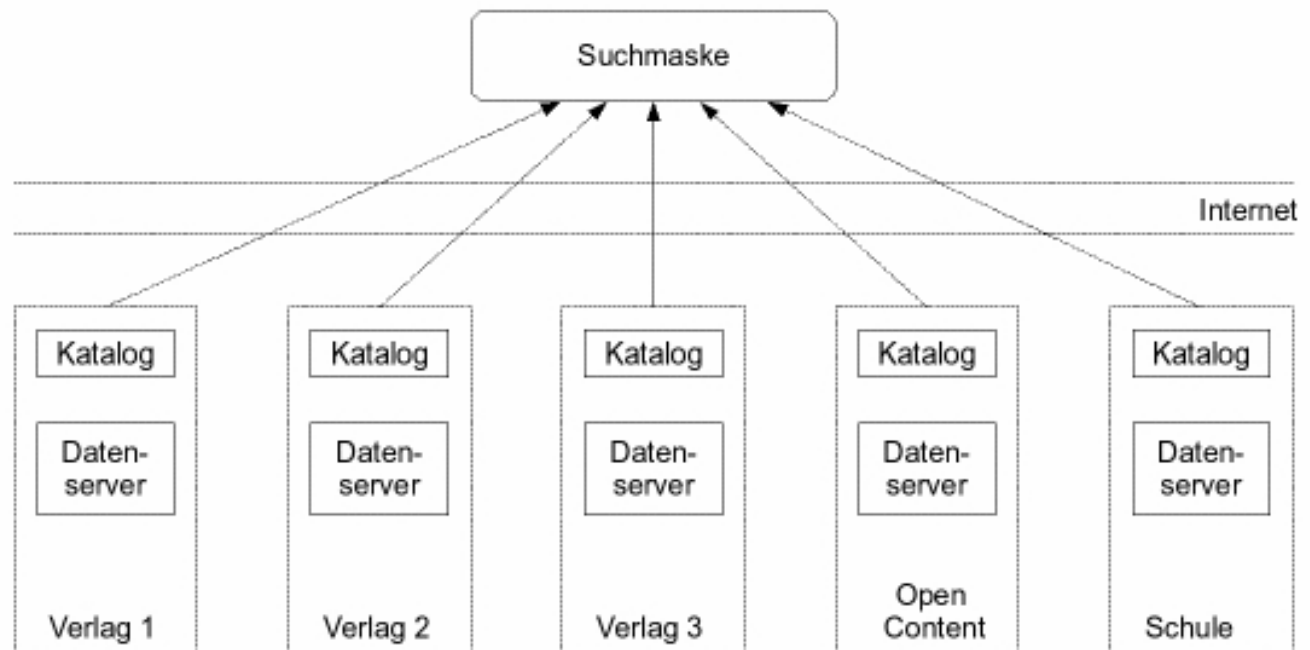 Suchmaske
Internet
Katalog
Katalog
Katalog
Katalog
Katalog
Daten-
server
Daten-
server
Daten-
server
Daten-
server
Daten-
server
Verlag 1
Verlag 2
Verlag 3
Open
Content
Schule